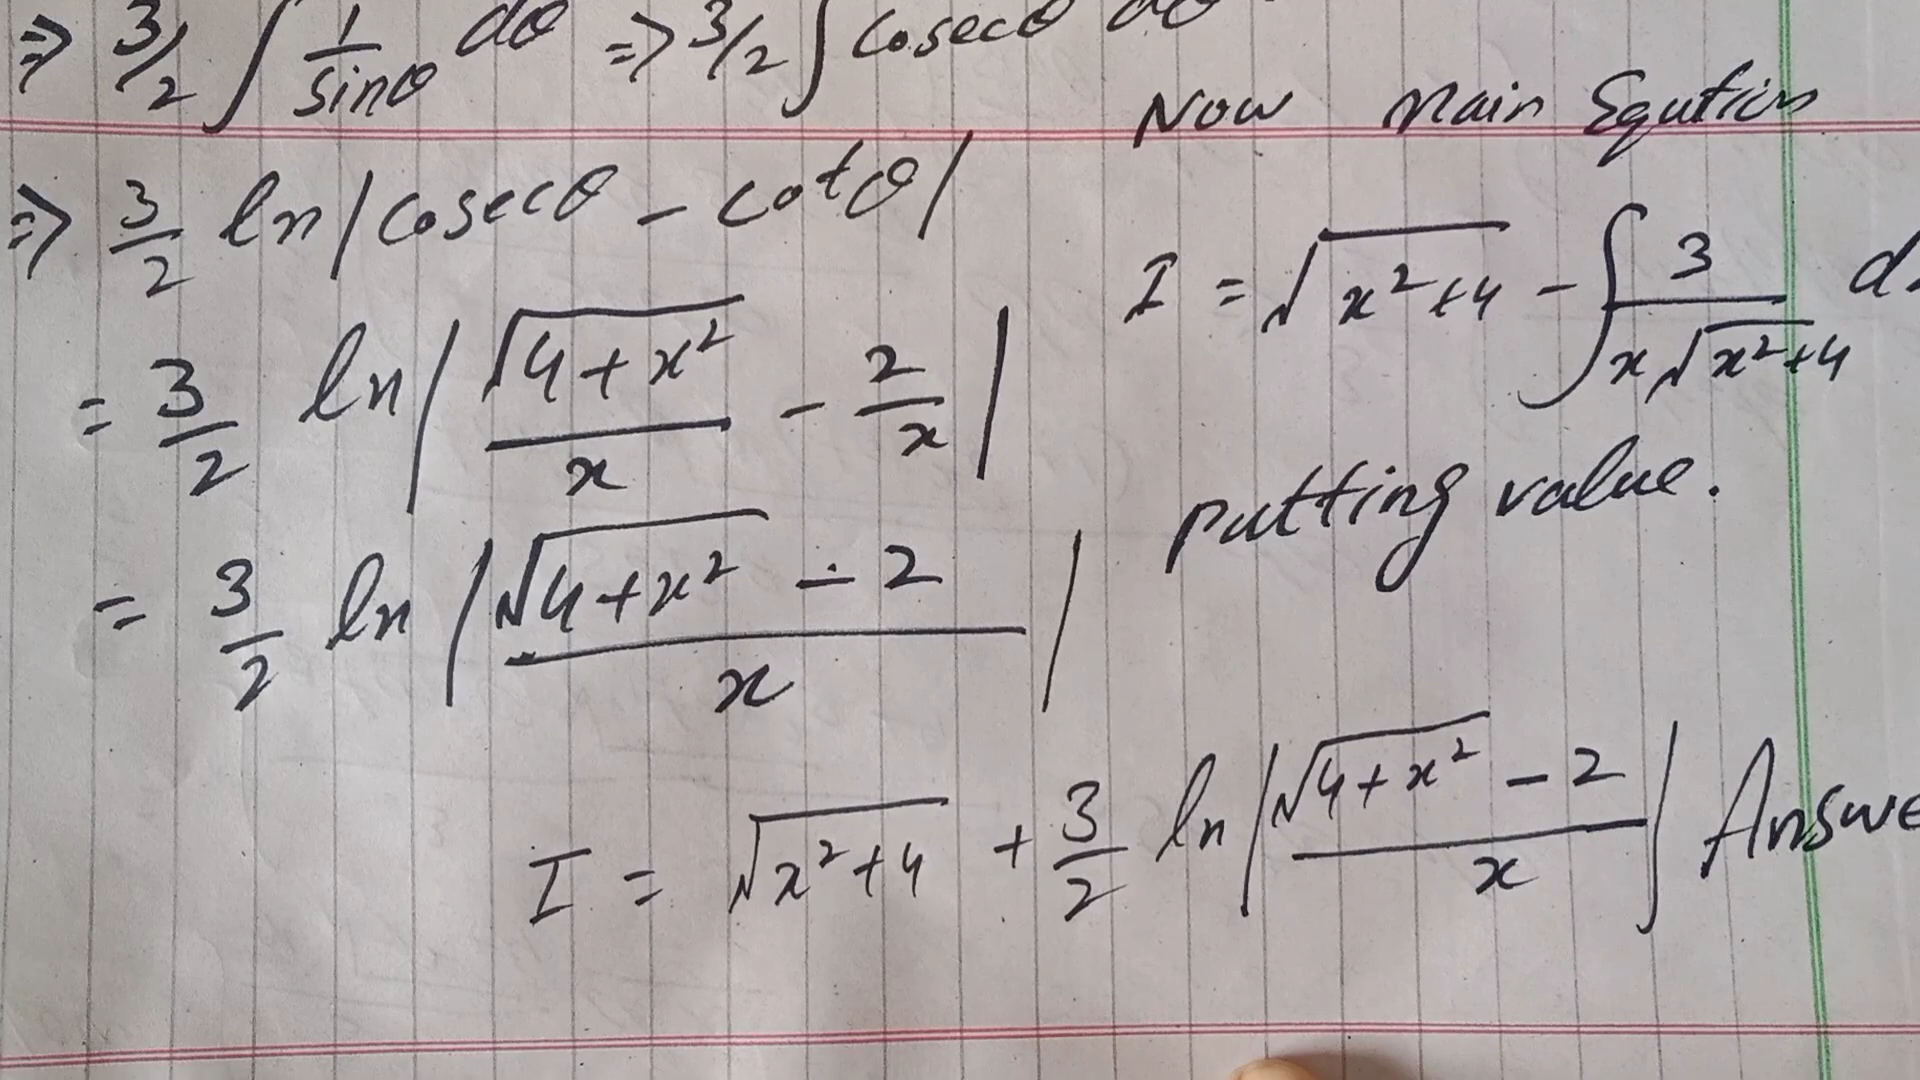 ⇒ 3/2 ∫ 1/sinθ dθ ⇒ 3/2 ∫ cosecθ dθ
⇒ 3/2 ln|cosecθ - cotθ|
= 3/2 ln|√(4+x²)/x - 2/x|
= 3/2 ln|(√(4+x²) - 2)/x|
Now Main Eqution
I = √(x²+4) - ∫ 3/(x√(x²+4)) d
putting value.
I = √(x²+4) + 3/2 ln|(√(4+x²) - 2)/x| Answe